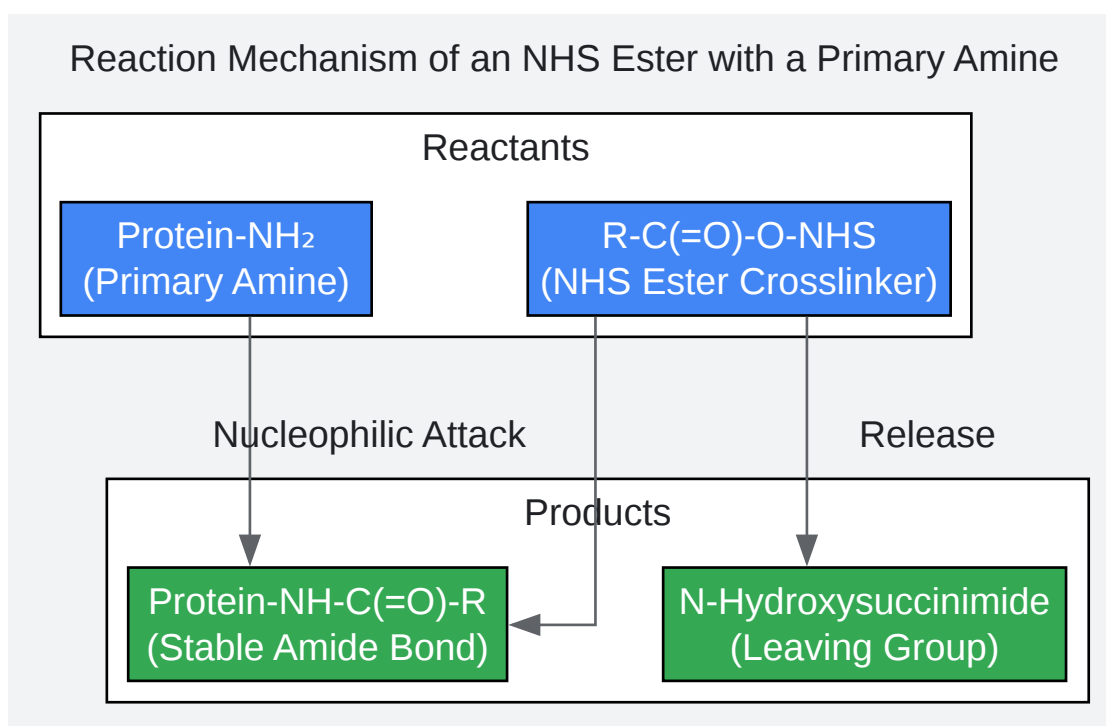 Reaction Mechanism of an NHS Ester with a Primary Amine
Reactants
Protein-NH₂
(Primary Amine)
R-C(=O)-O-NHS
(NHS Ester Crosslinker)
Nucleophilic Attack
Release
Products
Protein-NH-C(=O)-R
(Stable Amide Bond)
N-Hydroxysuccinimide
(Leaving Group)